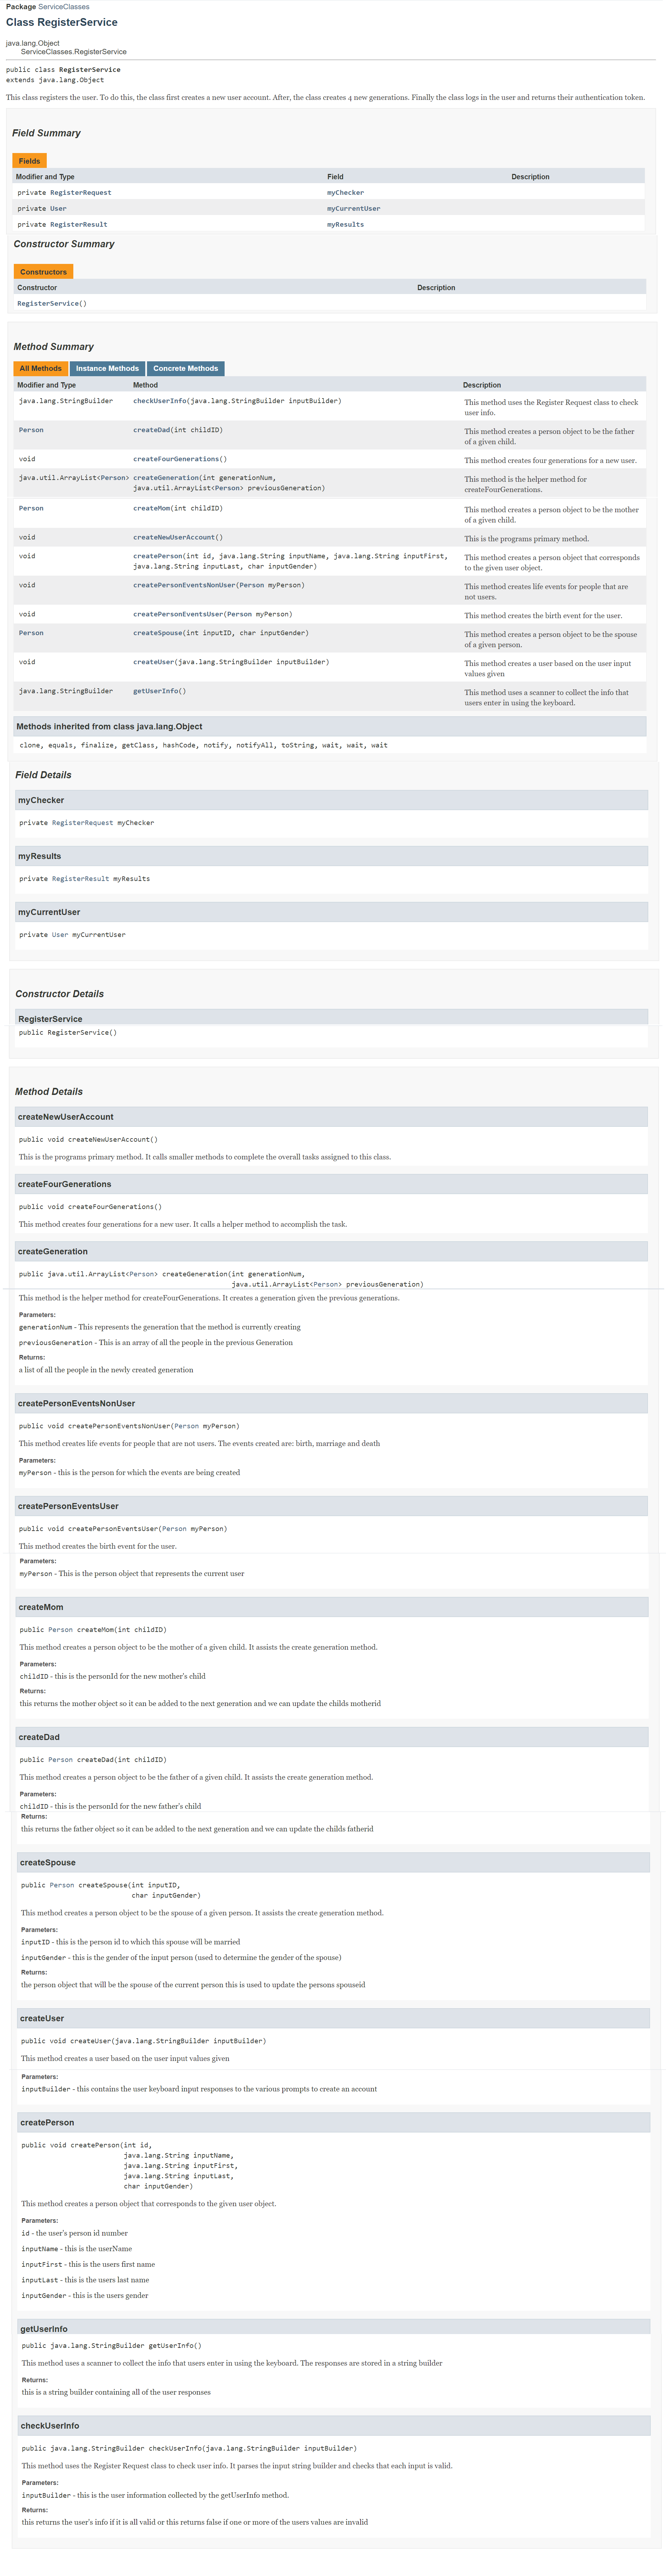 Package ServiceClasses
Class RegisterService
java.lang.Object
ServiceClasses.RegisterService
public class RegisterService
extends java.lang.Object
This class registers the user. To do this, the class first creates a new user account. After, the class creates 4 new generations. Finally the class logs in the user and returns their authentication token.
Field Summary
Fields
Modifier and Type Field Description
private RegisterRequest myChecker
private User myCurrentUser
private RegisterResult myResults
Constructor Summary
Constructors
Constructor Description
RegisterService()
Method Summary
All Methods Instance Methods Concrete Methods
Modifier and Type Method Description
java.lang.StringBuilder checkUserInfo(java.lang.StringBuilder inputBuilder) This method uses the Register Request class to check
user info.
Person createDad(int childID) This method creates a person object to be the father
of a given child.
void createFourGenerations() This method creates four generations for a new user.
java.util.ArrayList<Person> createGeneration(int generationNum, This method is the helper method for
java.util.ArrayList<Person> previousGeneration) createFourGenerations.
Person createMom(int childID) This method creates a person object to be the mother
of a given child.
void createNewUserAccount() This is the programs primary method.
void createPerson(int id, java.lang.String inputName, java.lang.String inputFirst, This method creates a person object that corresponds
java.lang.String inputLast, char inputGender) to the given user object.
void createPersonEventsNonUser(Person myPerson) This method creates life events for people that are
not users.
void createPersonEventsUser(Person myPerson) This method creates the birth event for the user.
Person createSpouse(int inputID, char inputGender) This method creates a person object to be the spouse
of a given person.
void createUser(java.lang.StringBuilder inputBuilder) This method creates a user based on the user input
values given
java.lang.StringBuilder getUserInfo() This method uses a scanner to collect the info that
users enter in using the keyboard.
Methods inherited from class java.lang.Object
clone, equals, finalize, getClass, hashCode, notify, notifyAll, toString, wait, wait, wait
Field Details
myChecker
private RegisterRequest myChecker
myResults
private RegisterResult myResults
myCurrentUser
private User myCurrentUser
Constructor Details
RegisterService
public RegisterService()
Method Details
createNewUserAccount
public void createNewUserAccount()
This is the programs primary method. It calls smaller methods to complete the overall tasks assigned to this class.
createFourGenerations
public void createFourGenerations()
This method creates four generations for a new user. It calls a helper method to accomplish the task.
createGeneration
public java.util.ArrayList<Person> createGeneration(int generationNum,
java.util.ArrayList<Person> previousGeneration)
This method is the helper method for createFourGenerations. It creates a generation given the previous generations.
Parameters:
generationNum - This represents the generation that the method is currently creating
previousGeneration - This is an array of all the people in the previous Generation
Returns:
a list of all the people in the newly created generation
createPersonEventsNonUser
public void createPersonEventsNonUser(Person myPerson)
This method creates life events for people that are not users. The events created are: birth, marriage and death
Parameters:
myPerson - this is the person for which the events are being created
createPersonEventsUser
public void createPersonEventsUser(Person myPerson)
This method creates the birth event for the user.
Parameters:
myPerson - This is the person object that represents the current user
createMom
public Person createMom(int childID)
This method creates a person object to be the mother of a given child. It assists the create generation method.
Parameters:
childID - this is the personId for the new mother's child
Returns:
this returns the mother object so it can be added to the next generation and we can update the childs motherid
createDad
public Person createDad(int childID)
This method creates a person object to be the father of a given child. It assists the create generation method.
Parameters:
childID - this is the personId for the new father's child
Returns:
this returns the father object so it can be added to the next generation and we can update the childs fatherid
createSpouse
public Person createSpouse(int inputID,
char inputGender)
This method creates a person object to be the spouse of a given person. It assists the create generation method.
Parameters:
inputID - this is the person id to which this spouse will be married
inputGender - this is the gender of the input person (used to determine the gender of the spouse)
Returns:
the person object that will be the spouse of the current person this is used to update the persons spouseid
createUser
public void createUser(java.lang.StringBuilder inputBuilder)
This method creates a user based on the user input values given
Parameters:
inputBuilder - this contains the user keyboard input responses to the various prompts to create an account
createPerson
public void createPerson(int id,
java.lang.String inputName,
java.lang.String inputFirst,
java.lang.String inputLast,
char inputGender)
This method creates a person object that corresponds to the given user object.
Parameters:
id - the user's person id number
inputName - this is the userName
inputFirst - this is the users first name
inputLast - this is the users last name
inputGender - this is the users gender
getUserInfo
public java.lang.StringBuilder getUserInfo()
This method uses a scanner to collect the info that users enter in using the keyboard. The responses are stored in a string builder
Returns:
this is a string builder containing all of the user responses
checkUserInfo
public java.lang.StringBuilder checkUserInfo(java.lang.StringBuilder inputBuilder)
This method uses the Register Request class to check user info. It parses the input string builder and checks that each input is valid.
Parameters:
inputBuilder - this is the user information collected by the getUserInfo method.
Returns:
this returns the user's info if it is all valid or this returns false if one or more of the users values are invalid